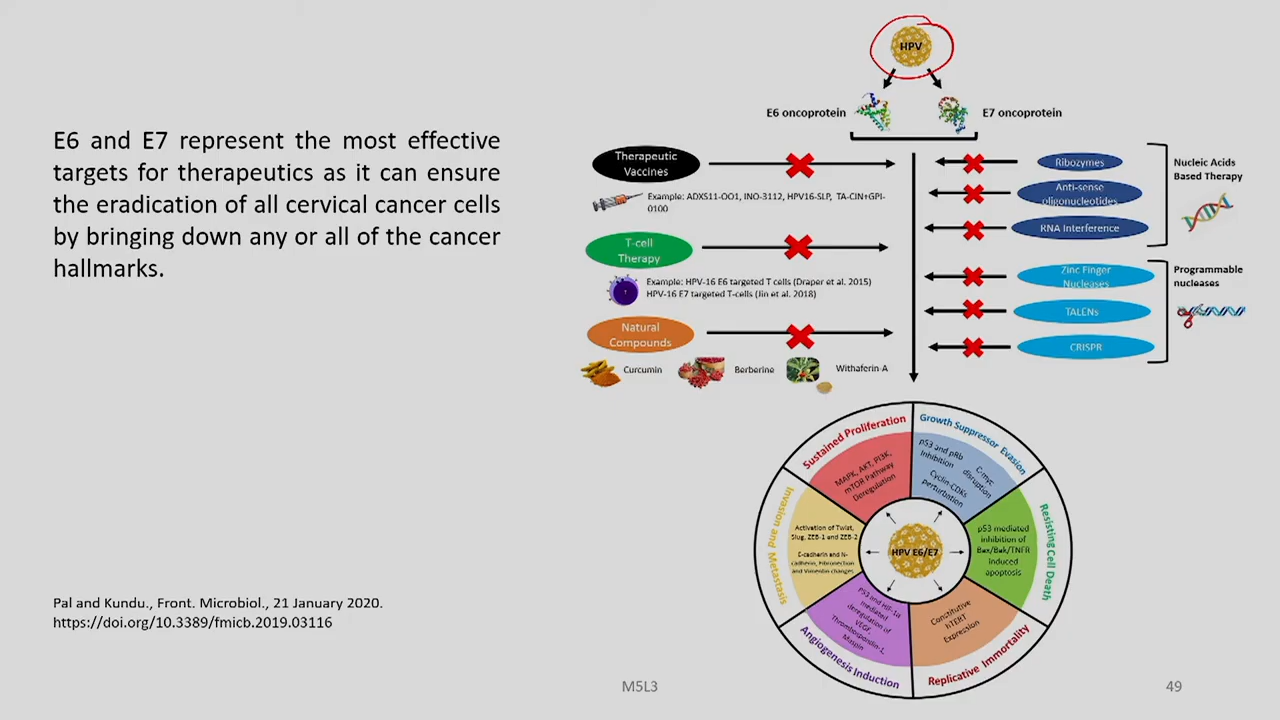 E6 and E7 represent the most effective
targets for therapeutics as it can ensure
the eradication of all cervical cancer cells
by bringing down any or all of the cancer
hallmarks.
Pal and Kundu., Front. Microbiol., 21 January 2020.
https://doi.org/10.3389/fmicb.2019.03116
HPV
E6 oncoprotein
E7 oncoprotein
Therapeutic
Vaccines
Example: ADXS11-OO1, INO-3112, HPV16-SLP, TA-CIN+GPI-
0100
T-cell
Therapy
Example: HPV-16 E6 targeted T cells (Draper et al. 2015)
HPV-16 E7 targeted T-cells (Jin et al. 2018)
Natural
Compounds
Curcumin
Berberine
Withaferin-A
Ribozymes
Anti-sense
oligonucleotides
RNA Interference
Nucleic Acids
Based Therapy
Zinc Finger
Nucleases
TALENs
CRISPR
Programmable
nucleases
Sustained Proliferation
MAPK, AKT, PI3K,
mTOR Pathway
Deregulation
Growth Suppressor Evasion
p53 and pRb
Inhibition
C-myc
disruption
Cyclin-CDKs
perturbation
Resisting Cell Death
p53 mediated
inhibition of
Bax/Bak/TNFR
induced
apoptosis
Replicative Immortality
Constitutive
hTERT
Expression
Angiogenesis Induction
P53 and HIF-1α
mediated
deregulation of
VEGF,
Thrombospondin-1,
Maspin
Invasion and Metastasis
Activation of Twist,
Slug, ZEB-1 and ZEB-2
E-cadherin and N-
cadherin, Fibronection
and Vimentin changes
HPV E6/E7
M5L3
49